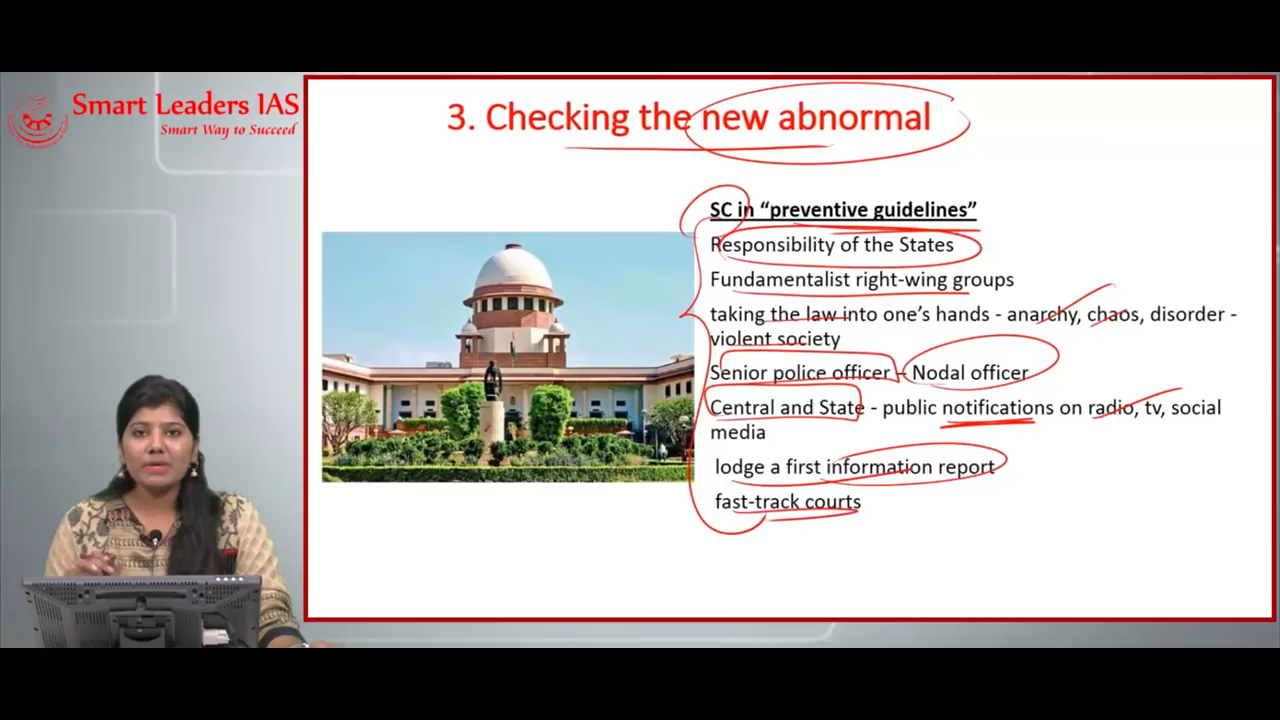 Smart Leaders IAS
Smart Way to Succeed
3. Checking the new abnormal
SC in “preventive guidelines”
Responsibility of the States
Fundamentalist right-wing groups
taking the law into one’s hands - anarchy, chaos, disorder -
violent society
Senior police officer – Nodal officer
Central and State - public notifications on radio, tv, social
media
lodge a first information report
fast-track courts